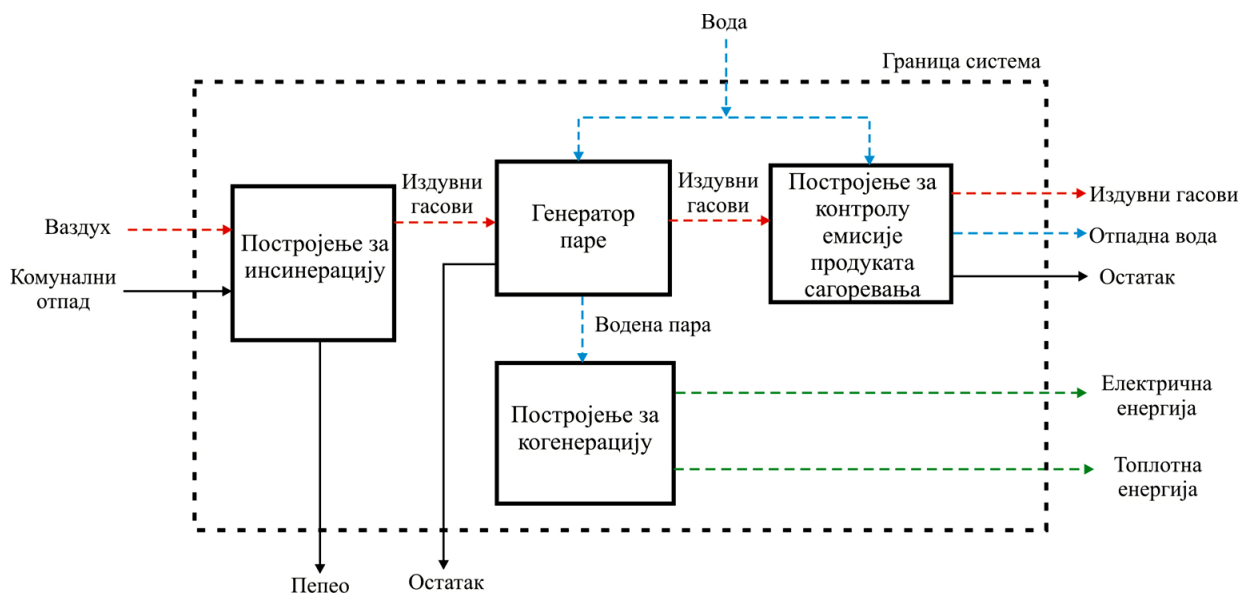 Вода
Граница система
Ваздух
Комунални
отпад
Постројење за
инсинерацију
Издувни
гасови
Генератор
паре
Издувни
гасови
Постројење за
контролу
емисије
продуката
сагоревања
Издувни гасови
Отпадна вода
Остатак
Водена пара
Постројење за
когенерацију
Електрична
енергија
Топлотна
енергија
Пепео
Остатак